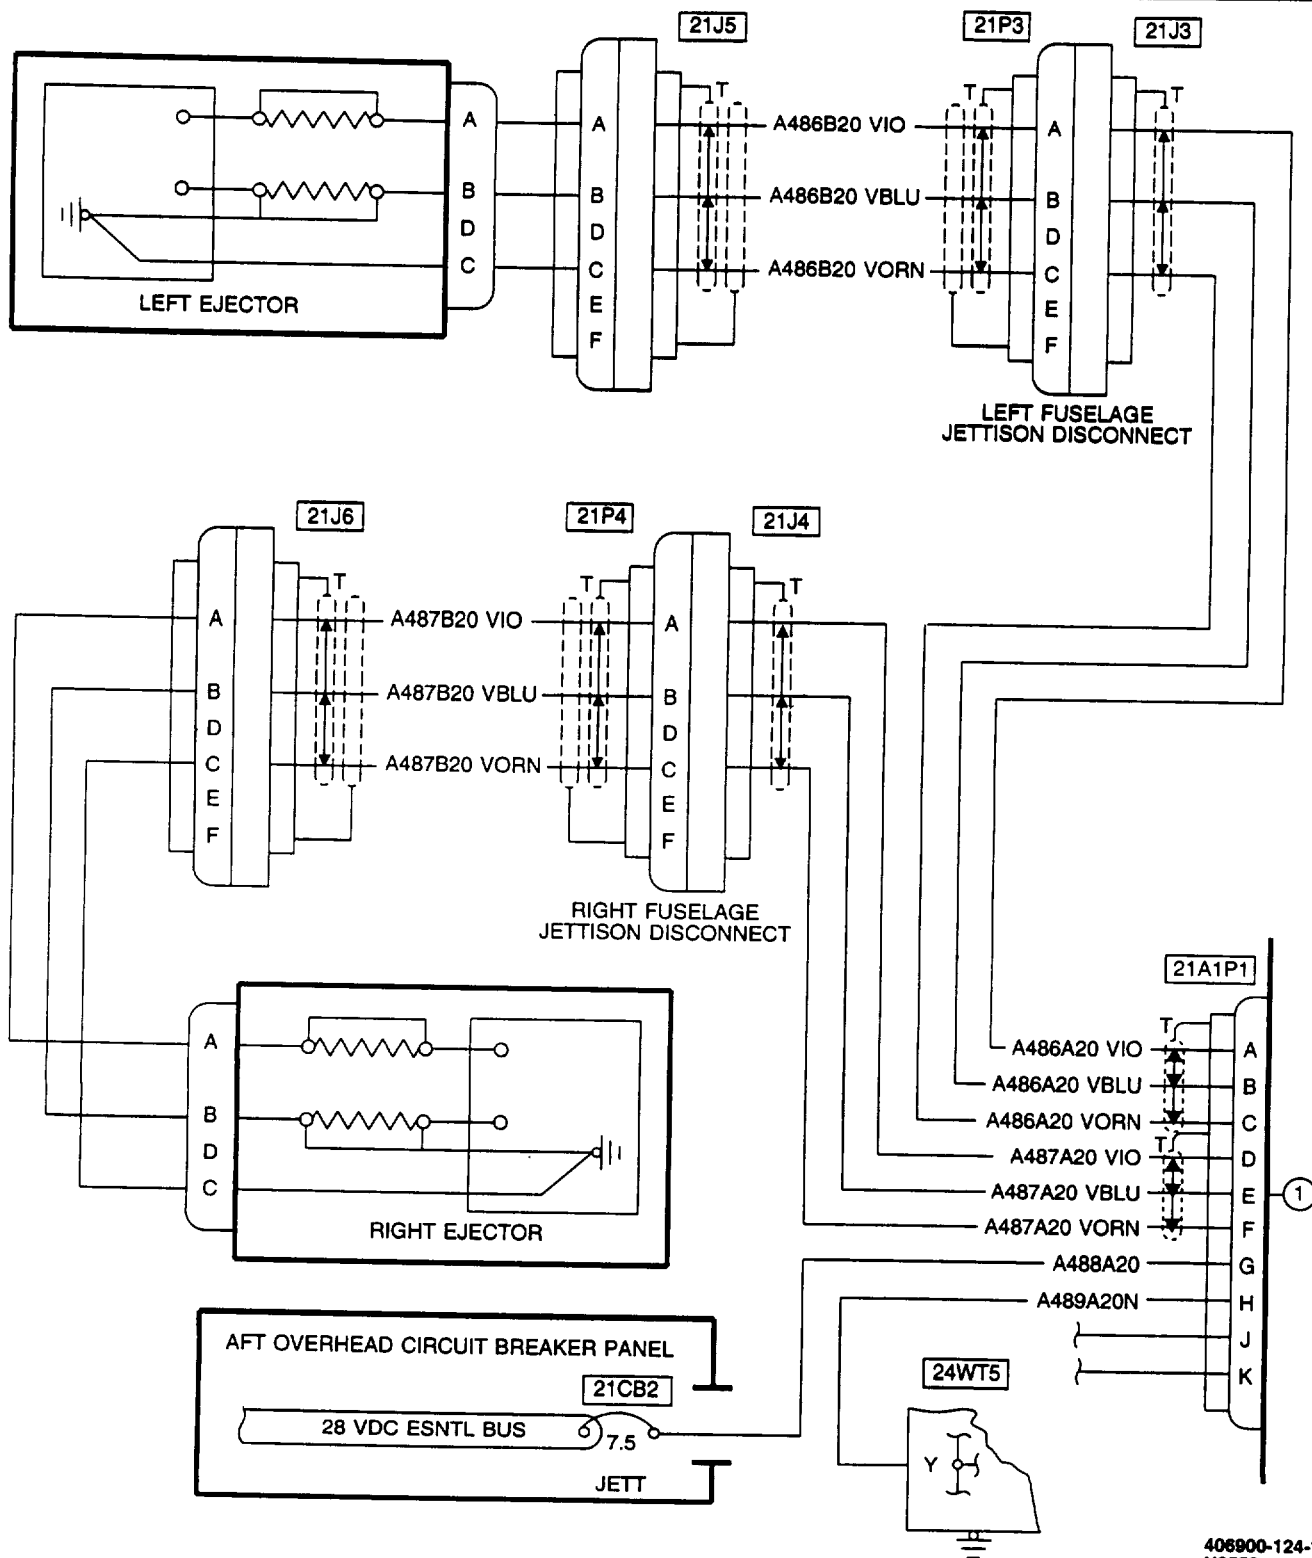 21J5
21P3
21J3
T
T
T
A
A
A486B20 VIO
A
B
B
A486B20 VBLU
B
D
D
D
C
C
A486B20 VORN
C
E
E
F
F
LEFT EJECTOR
LEFT FUSELAGE
JETTISON DISCONNECT
21J6
21P4
21J4
T
T
T
A
A487B20 VIO
A
B
A487B20 VBLU
B
D
D
C
A487B20 VORN
C
E
E
F
F
RIGHT FUSELAGE
JETTISON DISCONNECT
21A1P1
A
B
D
C
RIGHT EJECTOR
T
A486A20 VIO
A
A486A20 VBLU
B
A486A20 VORN
C
T
A487A20 VIO
D
A487A20 VBLU
E
1
A487A20 VORN
F
A488A20
G
A489A20N
H
J
K
AFT OVERHEAD CIRCUIT BREAKER PANEL
21CB2
28 VDC ESNTL BUS
7.5
JETT
24WT5
Y
406900-124-